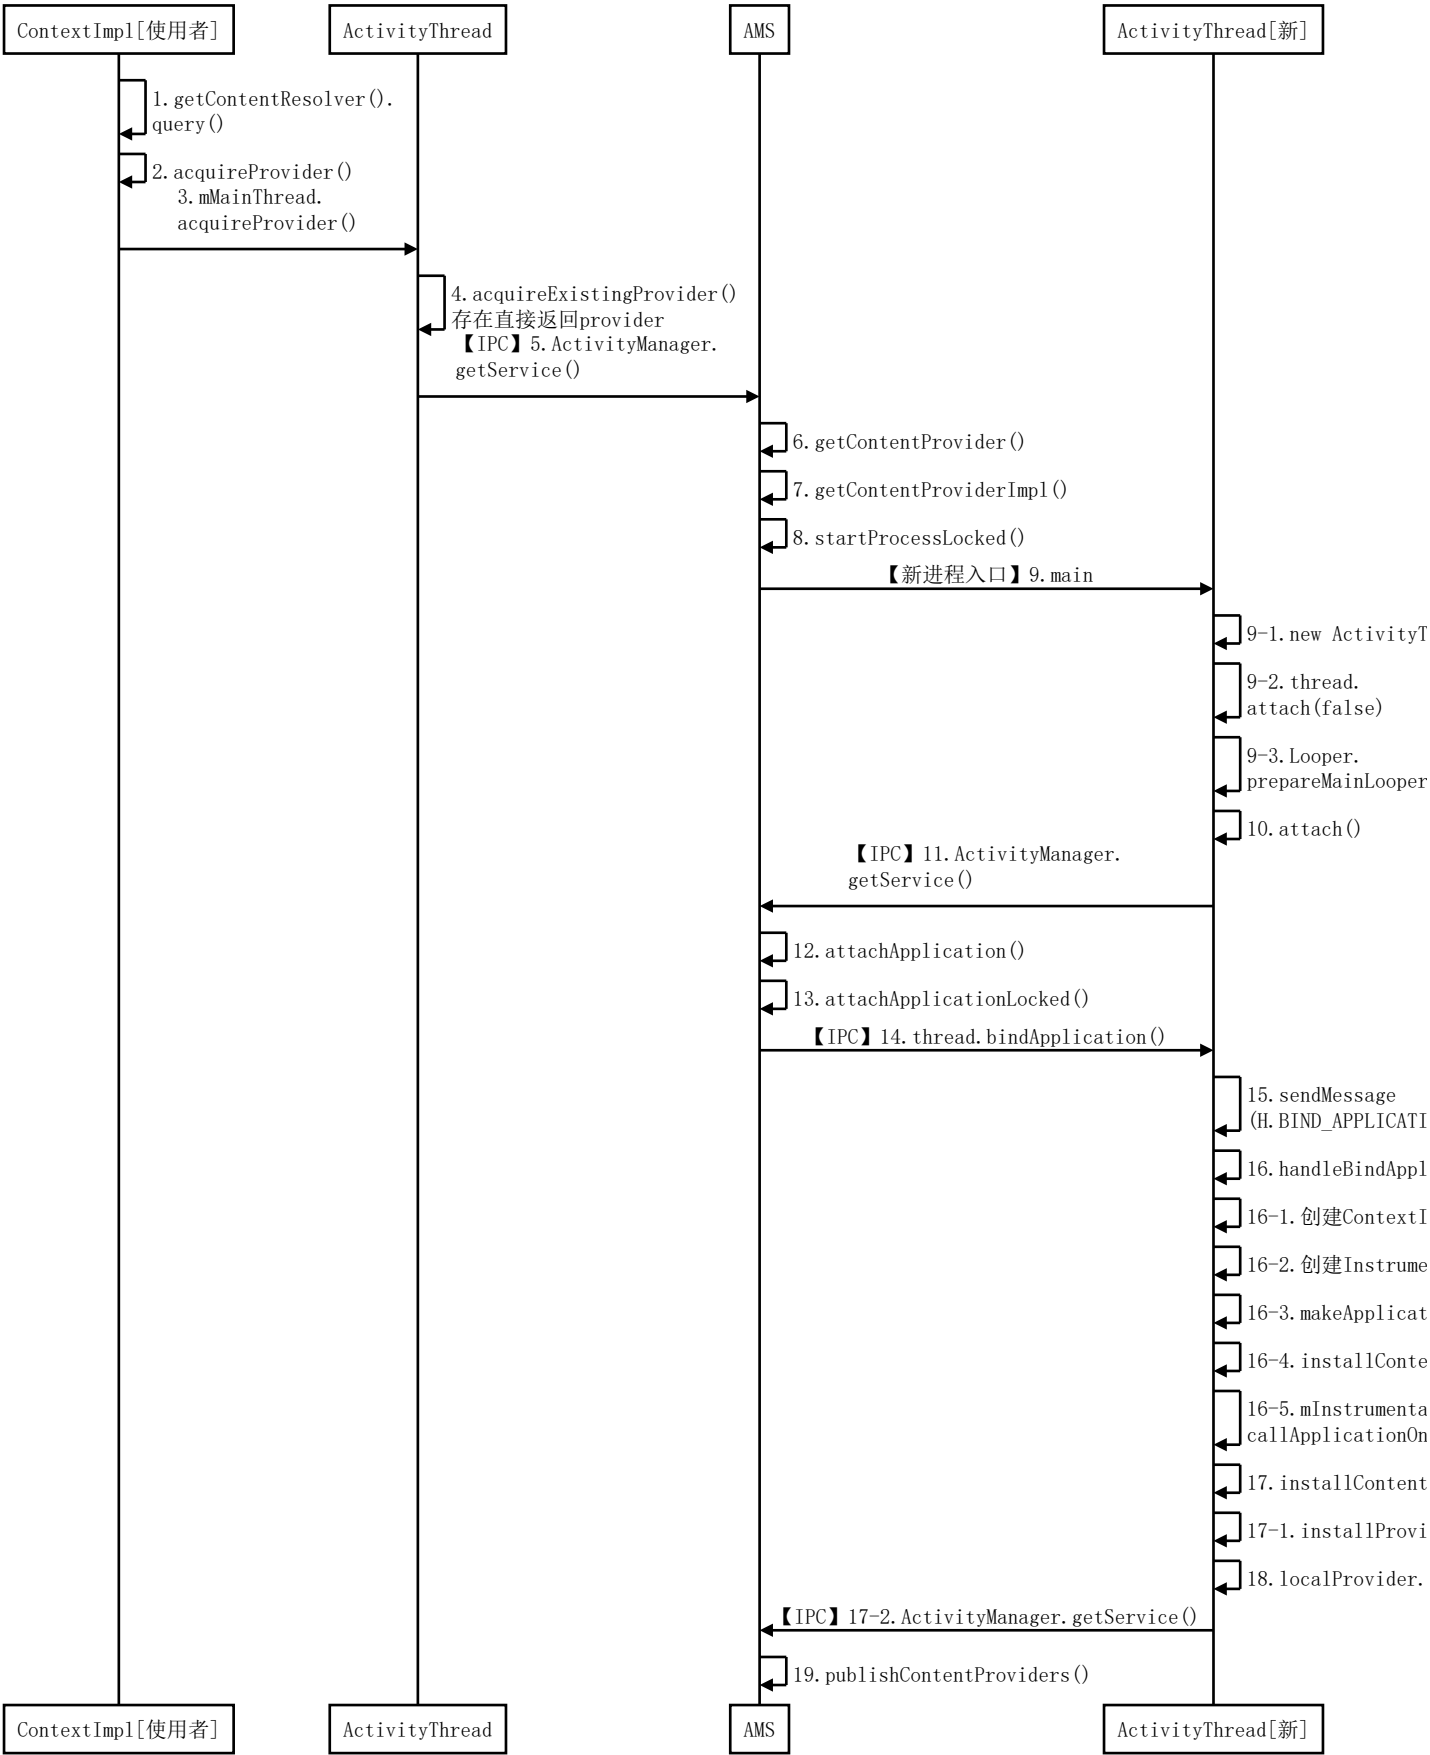 ContextImpl[使用者]
ActivityThread
AMS
ActivityThread[新]
1.getContentResolver().
query()
2.acquireProvider()
3.mMainThread.
acquireProvider()
4.acquireExistingProvider()
存在直接返回provider
【IPC】5.ActivityManager.
getService()
6.getContentProvider()
7.getContentProviderImpl()
8.startProcessLocked()
【新进程入口】9.main
9-1.new ActivityT
9-2.thread.
attach(false)
9-3.Looper.
prepareMainLooper
10.attach()
【IPC】11.ActivityManager.
getService()
12.attachApplication()
13.attachApplicationLocked()
【IPC】14.thread.bindApplication()
15.sendMessage
(H.BIND_APPLICATI
16.handleBindAppl
16-1.创建ContextI
16-2.创建Instrume
16-3.makeApplicat
16-4.installConte
16-5.mInstrumenta
callApplicationOn
17.installContent
17-1.installProvi
18.localProvider.
【IPC】17-2.ActivityManager.getService()
19.publishContentProviders()
ContextImpl[使用者]
ActivityThread
AMS
ActivityThread[新]